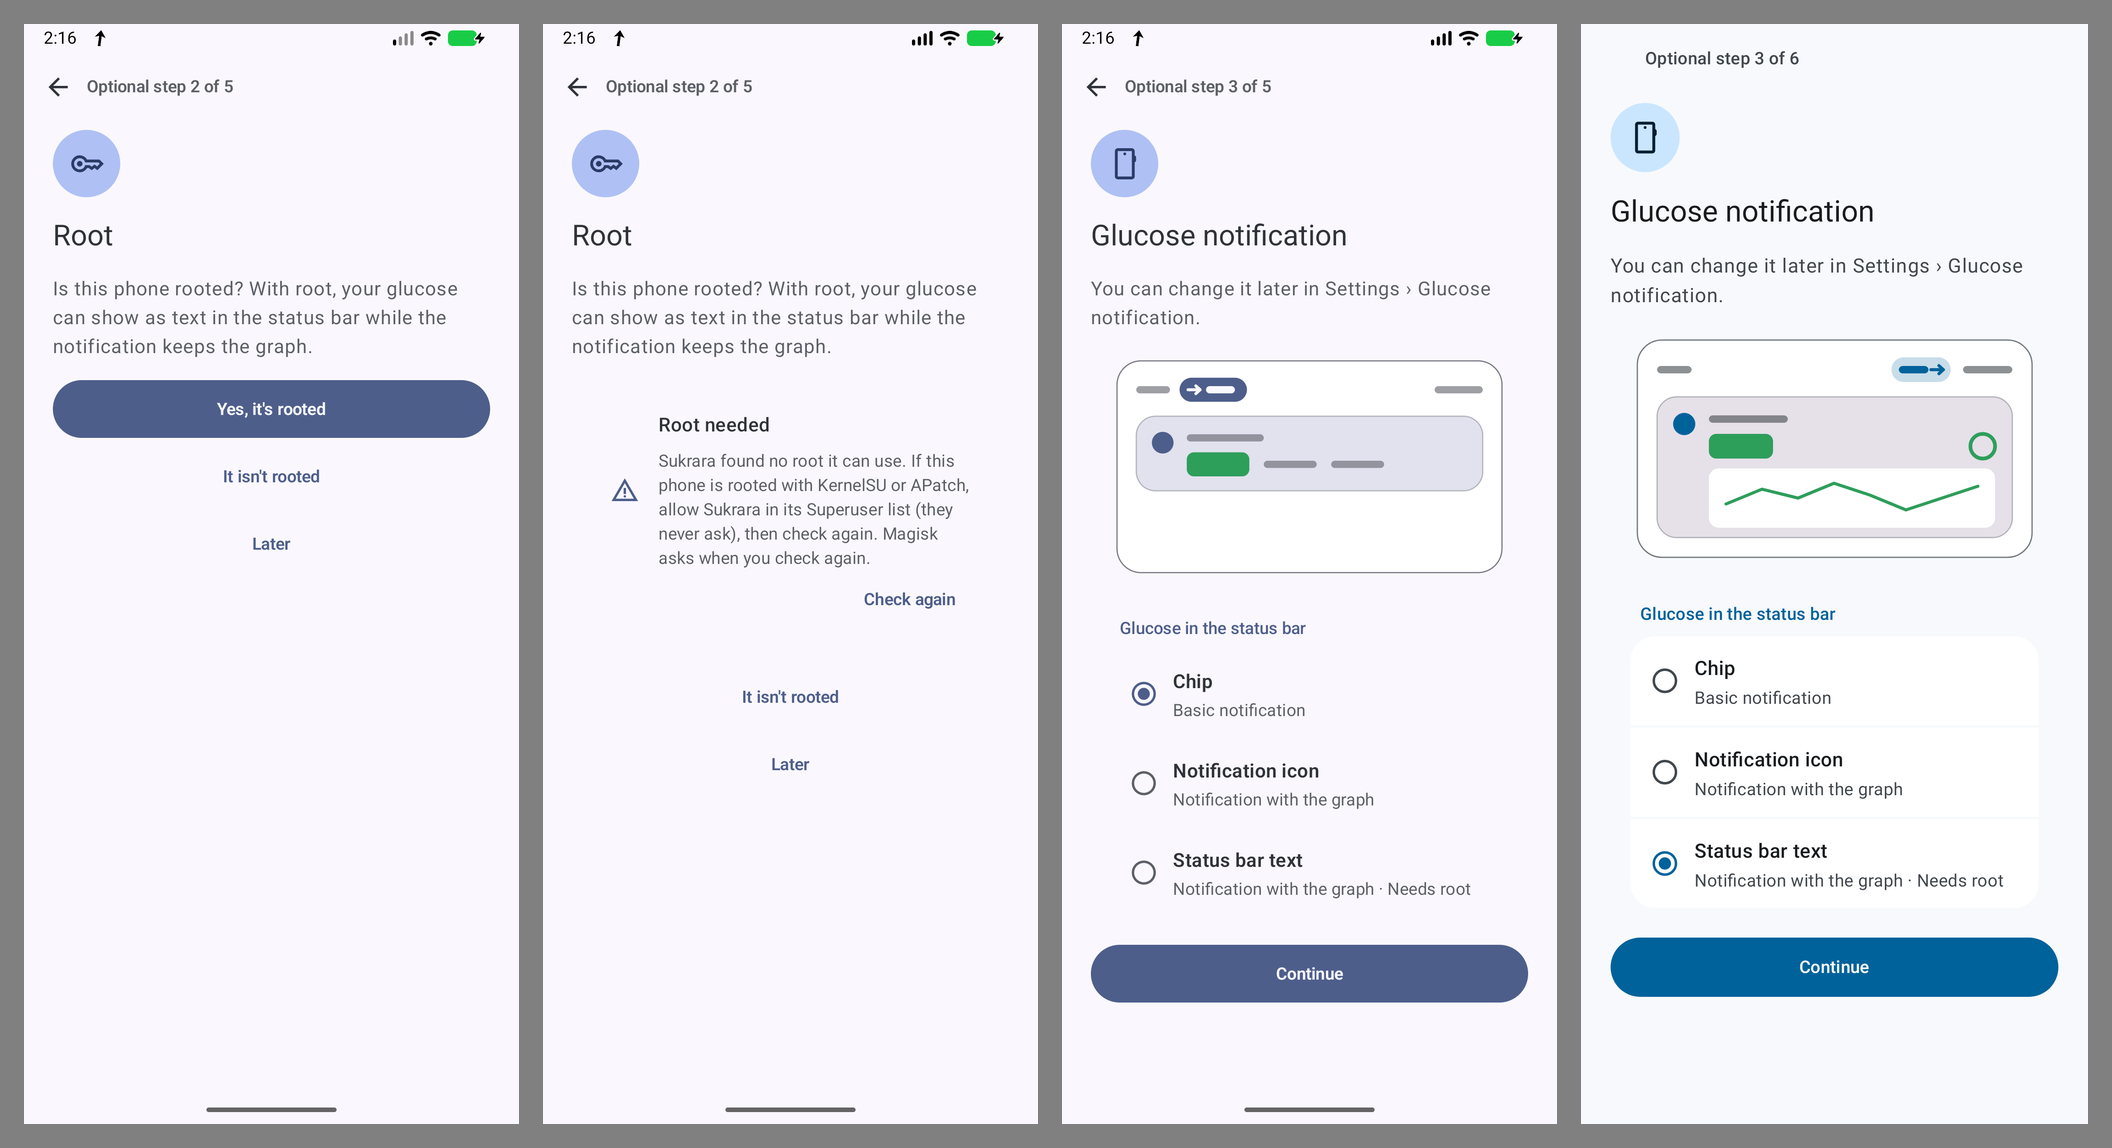 2:16
Optional step 2 of 5
Root
Is this phone rooted? With root, your glucose
can show as text in the status bar while the
notification keeps the graph.
Yes, it's rooted
It isn't rooted
Later
2:16
Optional step 2 of 5
Root
Is this phone rooted? With root, your glucose
can show as text in the status bar while the
notification keeps the graph.
Root needed
Sukrara found no root it can use. If this
phone is rooted with KernelSU or APatch,
allow Sukrara in its Superuser list (they
never ask), then check again. Magisk
asks when you check again.
Check again
It isn't rooted
Later
2:16
Optional step 3 of 5
Glucose notification
You can change it later in Settings › Glucose
notification.
Glucose in the status bar
Chip
Basic notification
Notification icon
Notification with the graph
Status bar text
Notification with the graph · Needs root
Continue
Optional step 3 of 6
Glucose notification
You can change it later in Settings › Glucose
notification.
Glucose in the status bar
Chip
Basic notification
Notification icon
Notification with the graph
Status bar text
Notification with the graph · Needs root
Continue